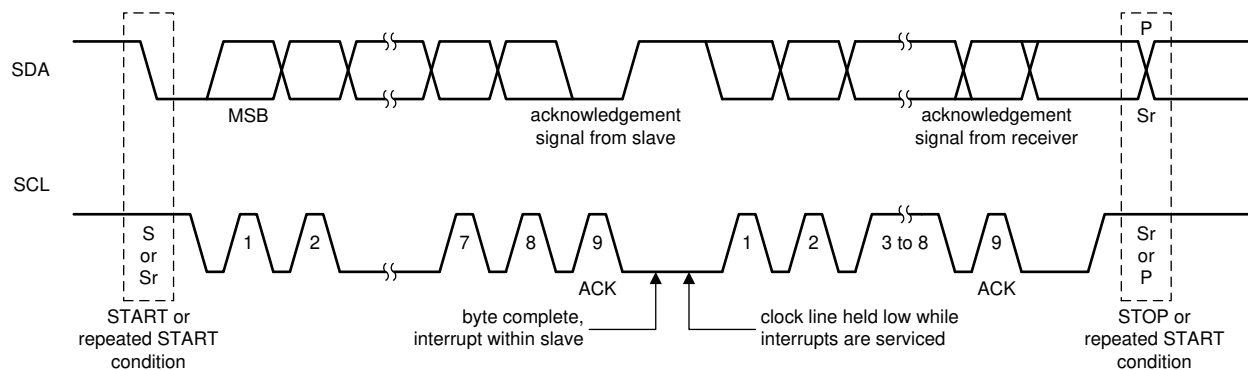 P
SDA
MSB
acknowledgement
signal from slave
acknowledgement
signal from receiver
Sr
SCL
S
or
Sr
1
2
7
8
9
1
2
3 to 8
9
Sr
or
P
ACK
ACK
START or
repeated START
condition
byte complete,
interrupt within slave
clock line held low while
interrupts are serviced
STOP or
repeated START
condition